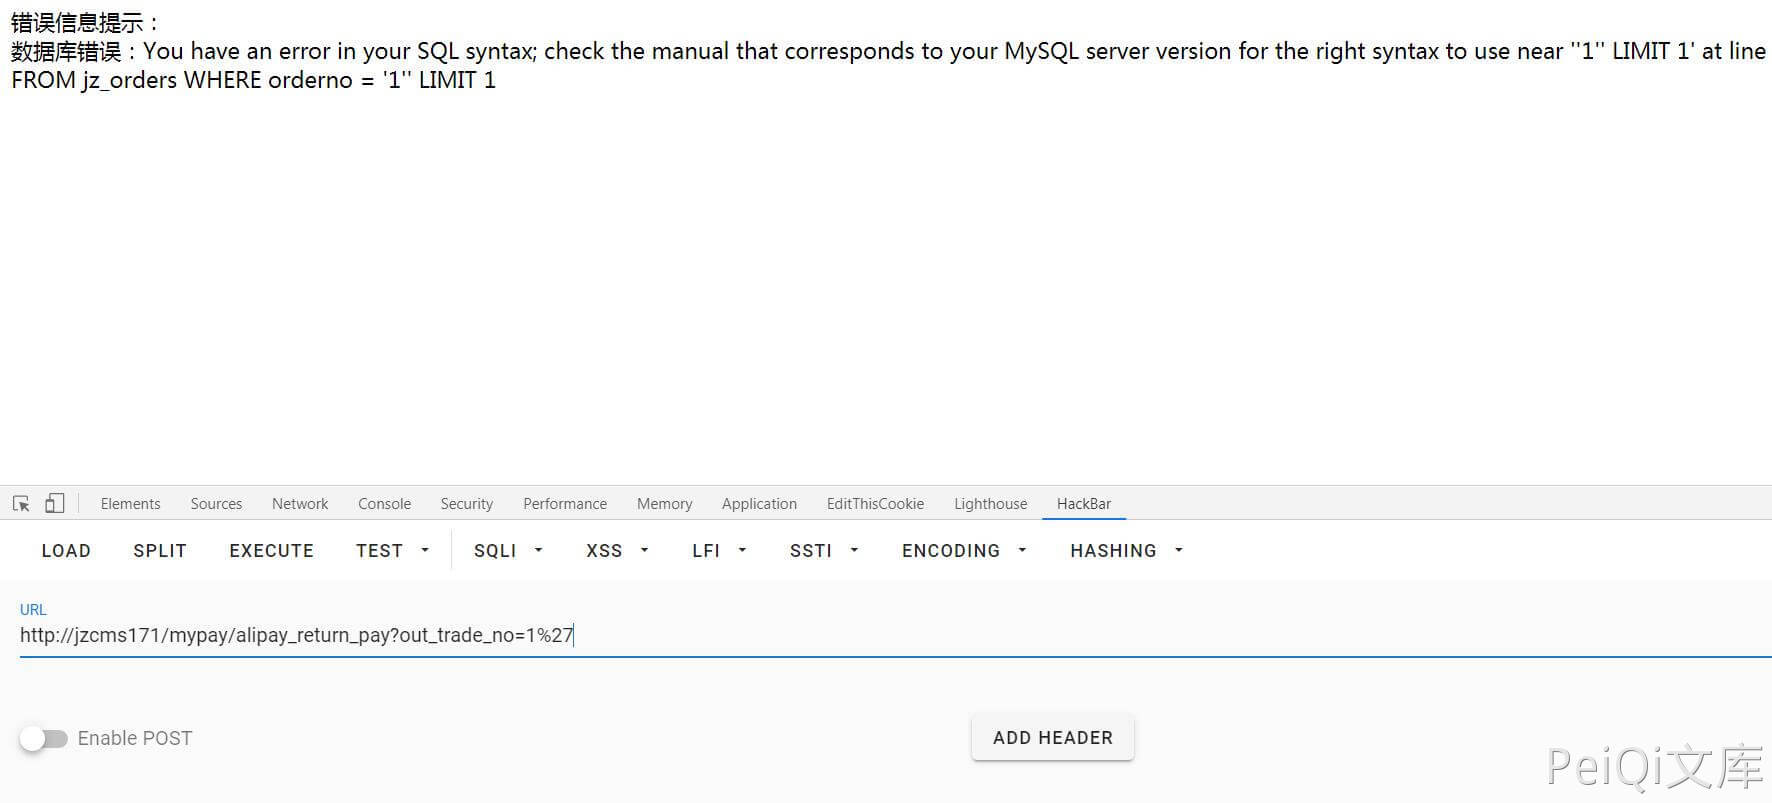 错误信息提示：
数据库错误：You have an error in your SQL syntax; check the manual that corresponds to your MySQL server version for the right syntax to use near ''1'' LIMIT 1' at line
FROM jz_orders WHERE orderno = '1'' LIMIT 1
Elements Sources Network Console Security Performance Memory Application EditThisCookie Lighthouse HackBar
LOAD SPLIT EXECUTE TEST SQLI XSS LFI SSTI ENCODING HASHING
URL
http://jzcms171/mypay/alipay_return_pay?out_trade_no=1%27
Enable POST
ADD HEADER
PeiQi文库